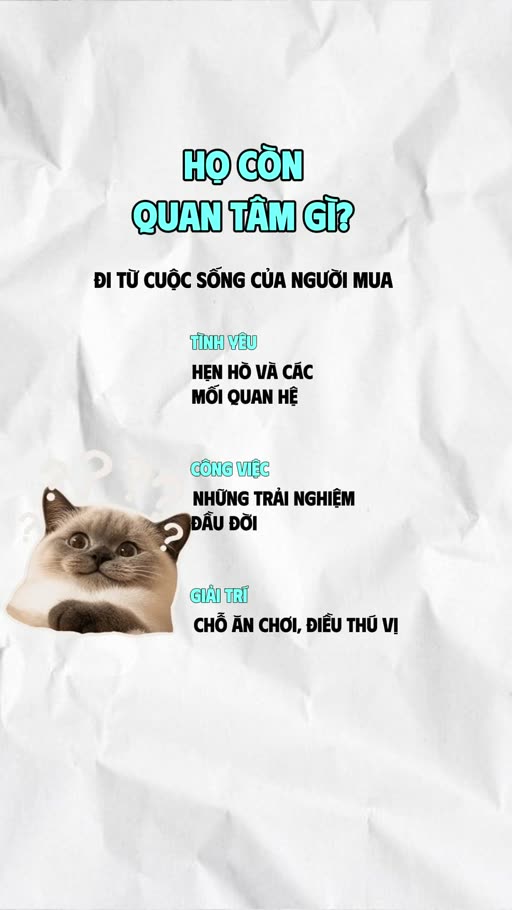 HỌ CÒN
QUAN TÂM GÌ?
ĐI TỪ CUỘC SỐNG CỦA NGƯỜI MUA
TÌNH YÊU
HẸN HÒ VÀ CÁC
MỐI QUAN HỆ
CÔNG VIỆC
NHỮNG TRẢI NGHIỆM
ĐẦU ĐỜI
GIẢI TRÍ
CHỖ ĂN CHƠI, ĐIỀU THÚ VỊ
? ? ? ? ? ?